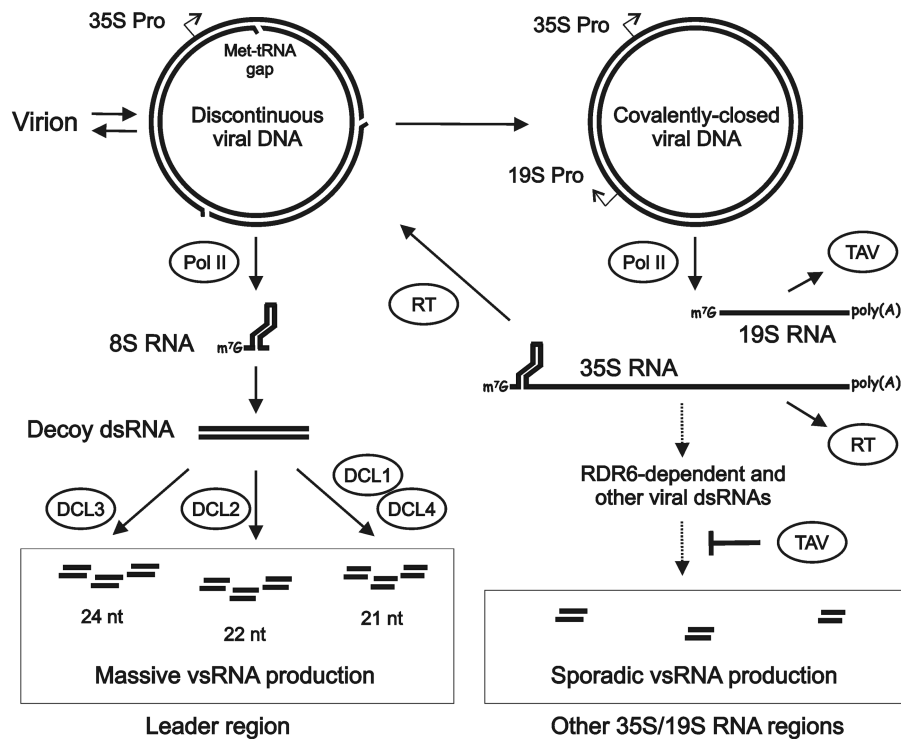 35S Pro
Met-tRNA
gap
Discontinuous
viral DNA
Virion
35S Pro
Covalently-closed
viral DNA
19S Pro
Pol II
Pol II
TAV
RT
m⁷G
poly(A)
19S RNA
8S RNA
m⁷G
35S RNA
m⁷G
poly(A)
RT
Decoy dsRNA
RDR6-dependent and
other viral dsRNAs
DCL1
DCL3
DCL2
DCL4
TAV
24 nt
22 nt
21 nt
Massive vsRNA production
Sporadic vsRNA production
Leader region
Other 35S/19S RNA regions